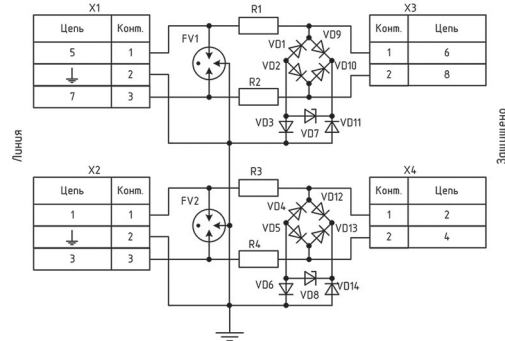 X1
Цепь Конт.
5 1
2
7 3
FV1
R1
R2
VD1
VD9
VD2
VD10
VD3
VD7
VD11
X3
Конт. Цепь
1 6
2 8
Линия
Защищено
X2
Цепь Конт.
1 1
2
3 3
FV2
R3
R4
VD4
VD12
VD5
VD13
VD6
VD8
VD14
X4
Конт. Цепь
1 2
2 4